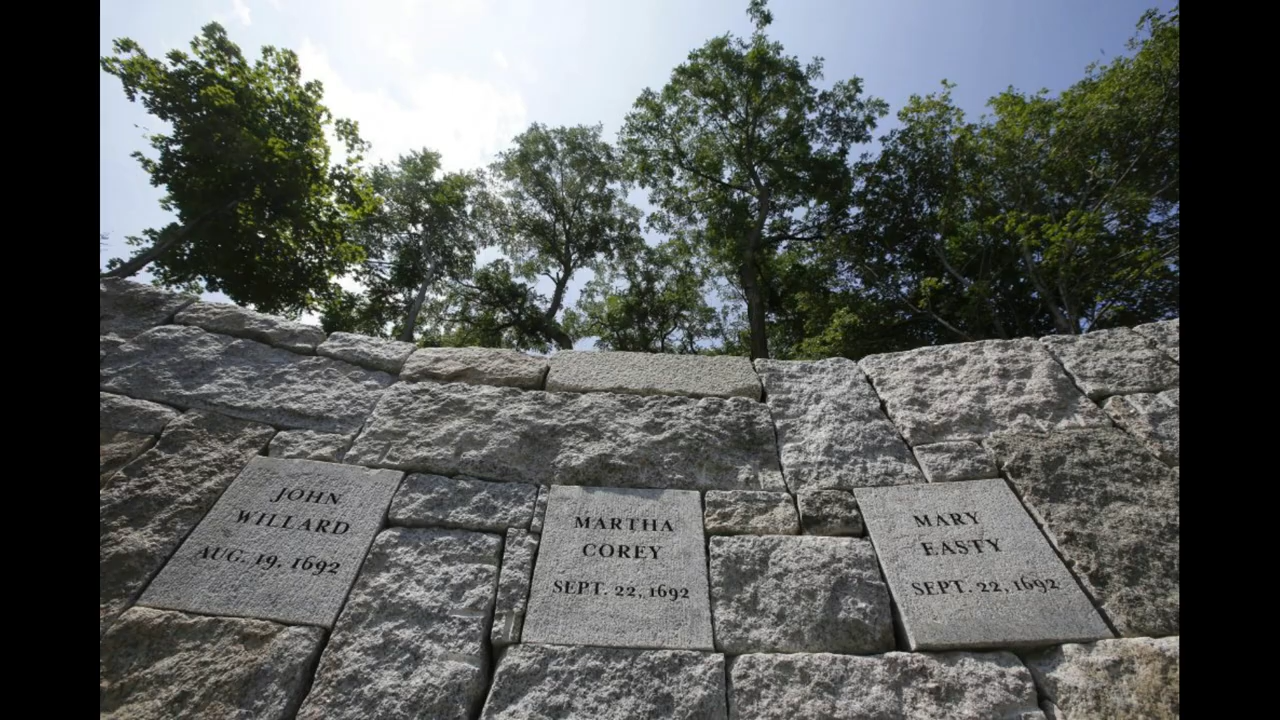 JOHN
WILLARD
AUG. 19, 1692
MARTHA
COREY
SEPT. 22, 1692
MARY
EASTY
SEPT. 22, 1692